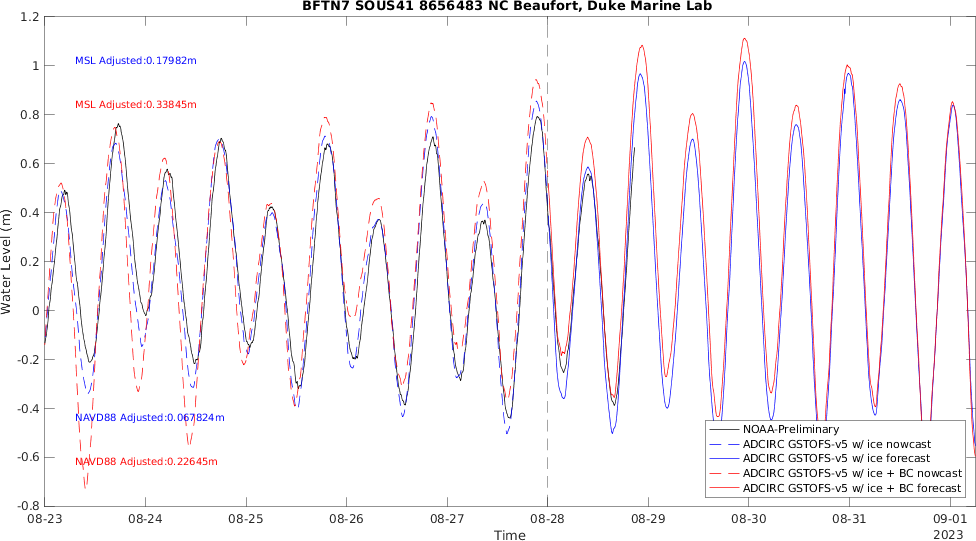 BFTN7 SOUS41 8656483 NC Beaufort, Duke Marine Lab
1.2
1
0.8
0.6
0.4
0.2
0
-0.2
-0.4
-0.6
-0.8
Water Level (m)
MSL Adjusted:0.17982m
MSL Adjusted:0.33845m
NAVD88 Adjusted:0.067824m
NAVD88 Adjusted:0.22645m
NOAA-Preliminary
ADCIRC GSTOFS-v5 w/ ice nowcast
ADCIRC GSTOFS-v5 w/ ice forecast
ADCIRC GSTOFS-v5 w/ ice + BC nowcast
ADCIRC GSTOFS-v5 w/ ice + BC forecast
08-23 08-24 08-25 08-26 08-27 08-28 08-29 08-30 08-31 09-01
Time
2023